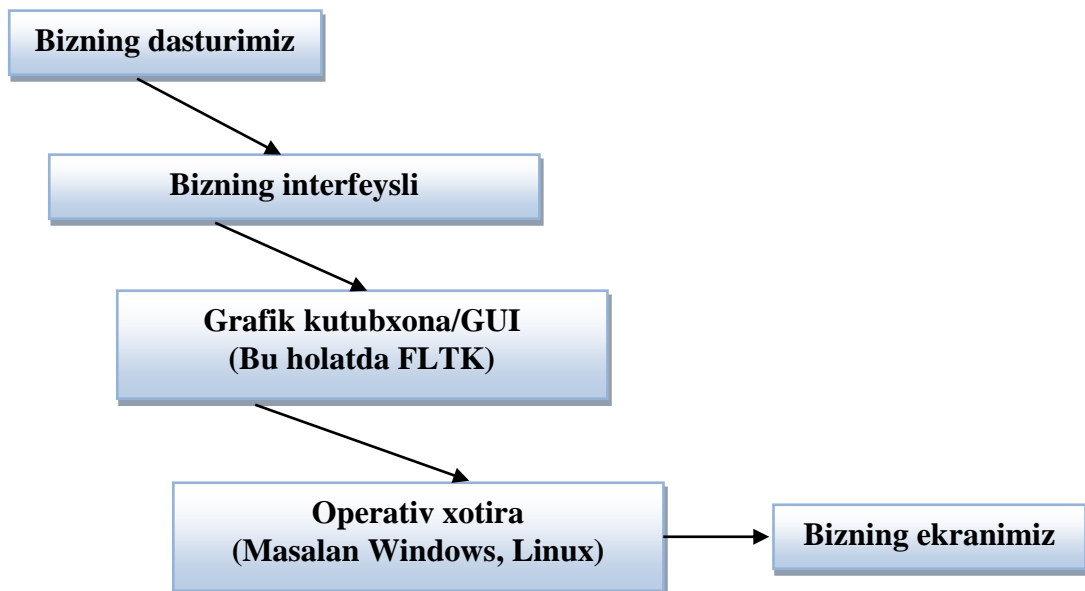 Bizning dasturimiz
Bizning interfeysli
Grafik kutubxona/GUI
(Bu holatda FLTK)
Operativ xotira
(Masalan Windows, Linux)
Bizning ekranimiz